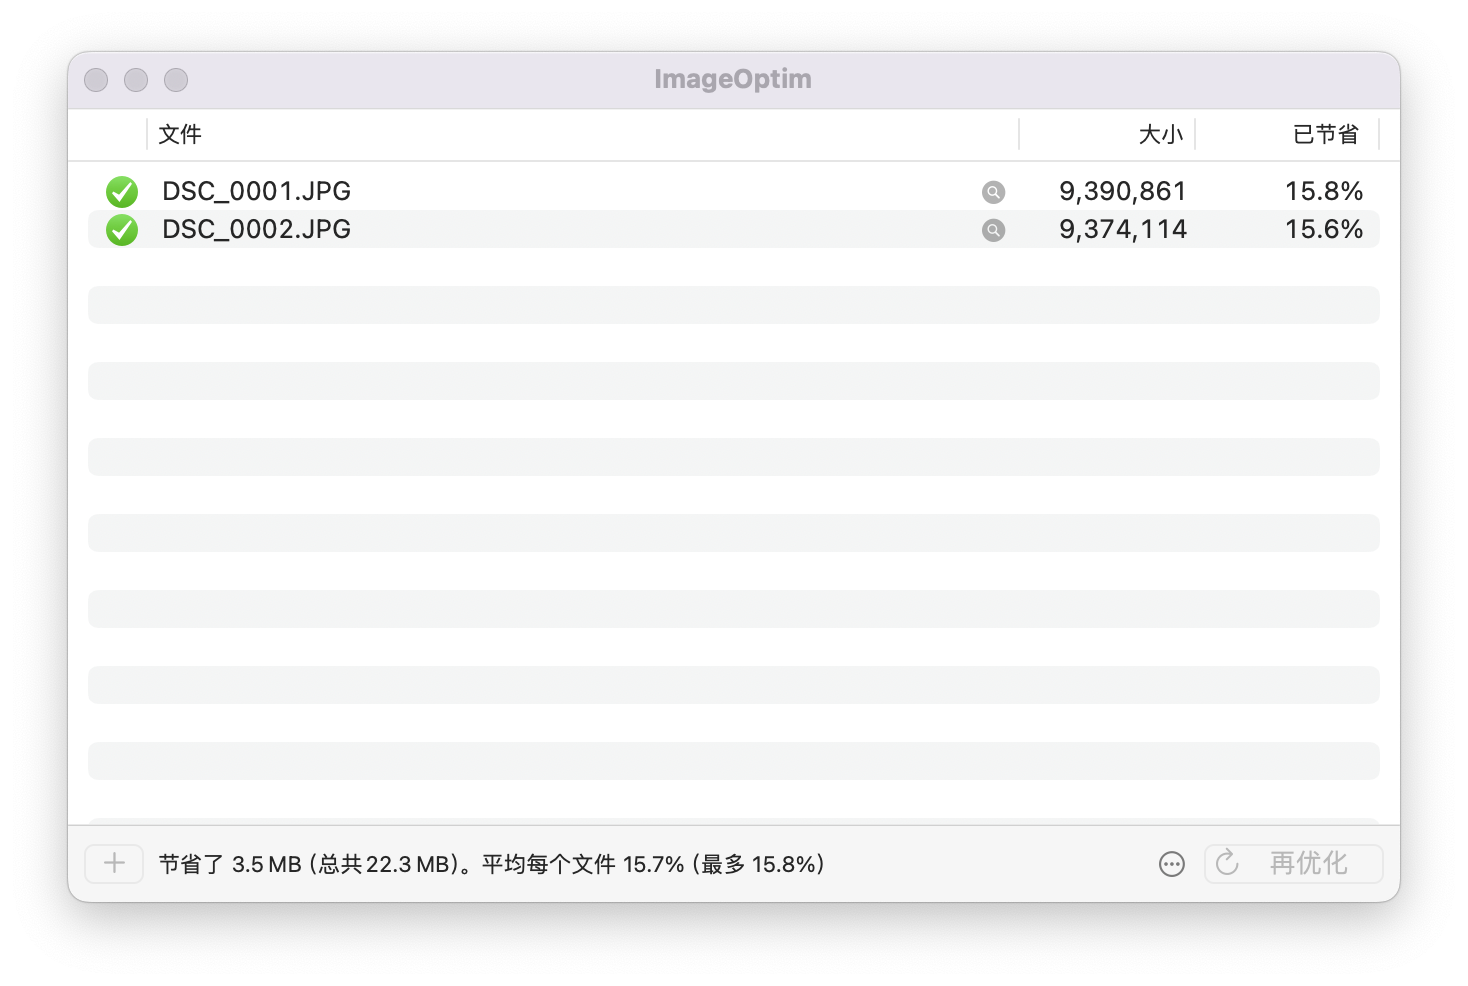 ImageOptim
文件 大小 已节省
DSC_0001.JPG 9,390,861 15.8%
DSC_0002.JPG 9,374,114 15.6%
节省了 3.5 MB (总共 22.3 MB)。平均每个文件 15.7% (最多 15.8%) 再优化